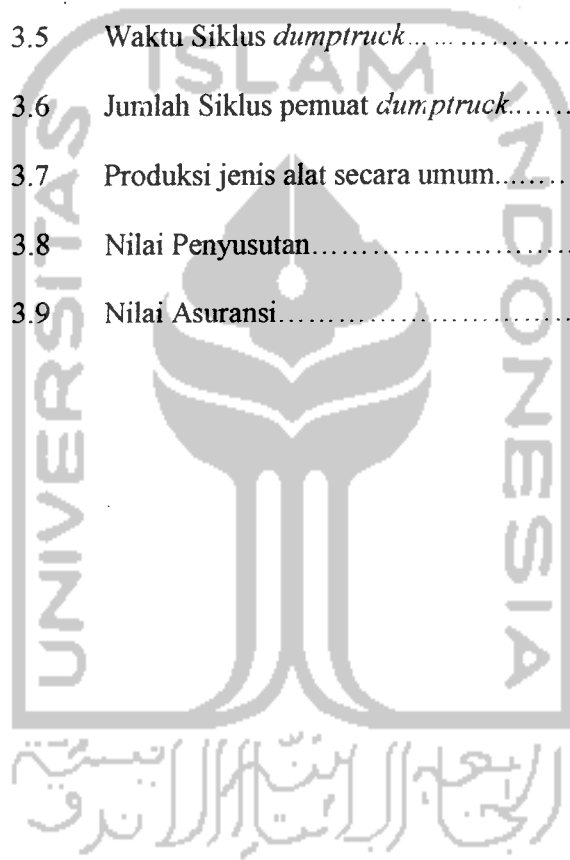 3.5 Waktu Siklus dumptruck...................
3.6 Jumlah Siklus pemuat dumptruck.......
3.7 Produksi jenis alat secara umum.........
3.8 Nilai Penyusutan..............................
3.9 Nilai Asuransi..................................
ISLAM
UNIVERSITAS
INDONESIA